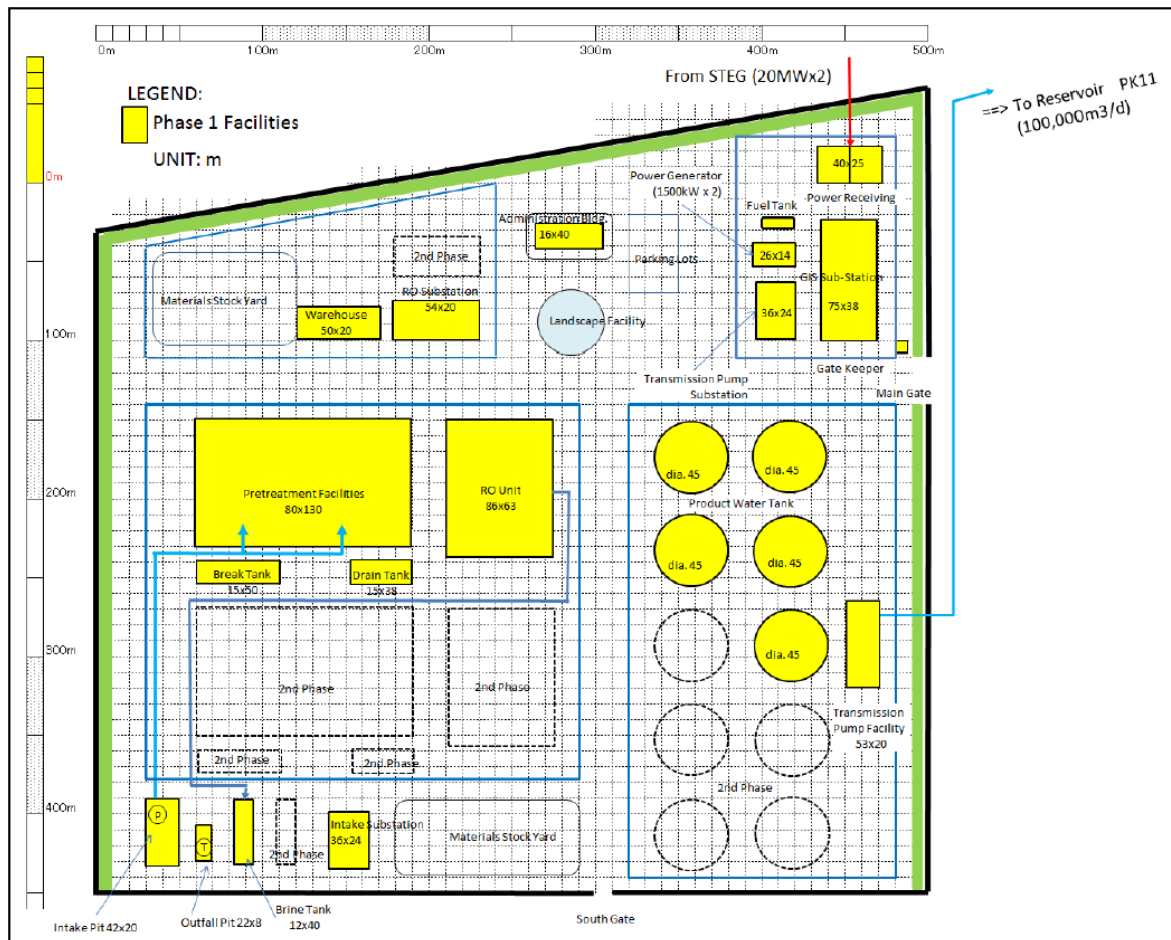 0m 100m 200m 300m 400m 500m
From STEG (20MWx2)
==> To Reservoir PK11
(100,000m3/d)
LEGEND:
Phase 1 Facilities
UNIT: m
0m
100m
200m
300m
400m
40x25
Power Receiving
Power Generator
(1500kW x 2)
Fuel Tank
26x14
GIS Sub-Station
75x38
36x24
Transmission Pump
Substation
Gate Keeper
Main Gate
Administration Bldg.
16x40
Parking Lots
2nd Phase
RO Substation
54x20
Materials Stock Yard
Warehouse
50x20
Landscape Facility
Pretreatment Facilities
80x130
RO Unit
86x63
Break Tank
15x50
Drain Tank
15x38
2nd Phase
2nd Phase
2nd Phase
2nd Phase
dia. 45
dia. 45
Product Water Tank
dia. 45
dia. 45
dia. 45
Transmission
Pump Facility
53x20
2nd Phase
P
T
2nd Phase
Intake Substation
36x24
Materials Stock Yard
Intake Pit 42x20
Outfall Pit 22x8
Brine Tank
12x40
South Gate